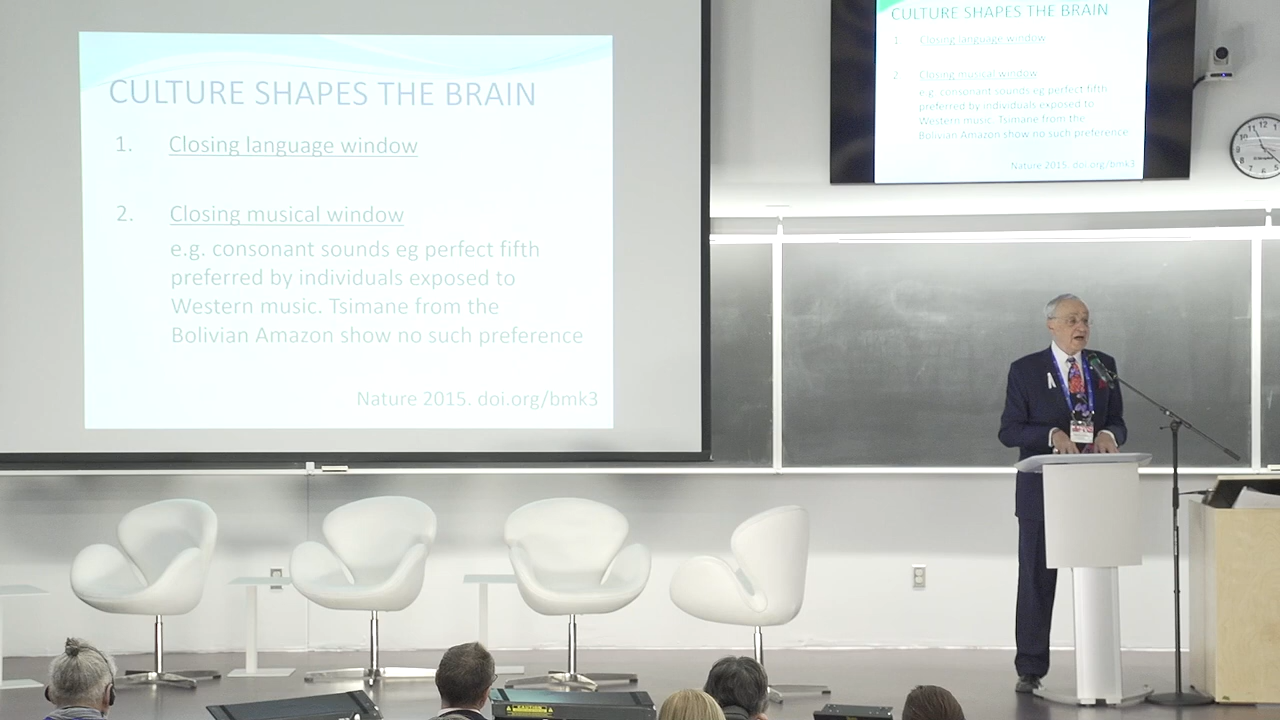 CULTURE SHAPES THE BRAIN
1. Closing language window
2. Closing musical window
e.g. consonant sounds eg perfect fifth
preferred by individuals exposed to
Western music. Tsimane from the
Bolivian Amazon show no such preference
Nature 2015. doi.org/bmk3
CULTURE SHAPES THE BRAIN
1. Closing language window
2. Closing musical window
e.g. consonant sounds eg perfect fifth
preferred by individuals exposed to
Western music. Tsimane from the
Bolivian Amazon show no such preference
Nature 2015. doi.org/bmk3
CAUTION